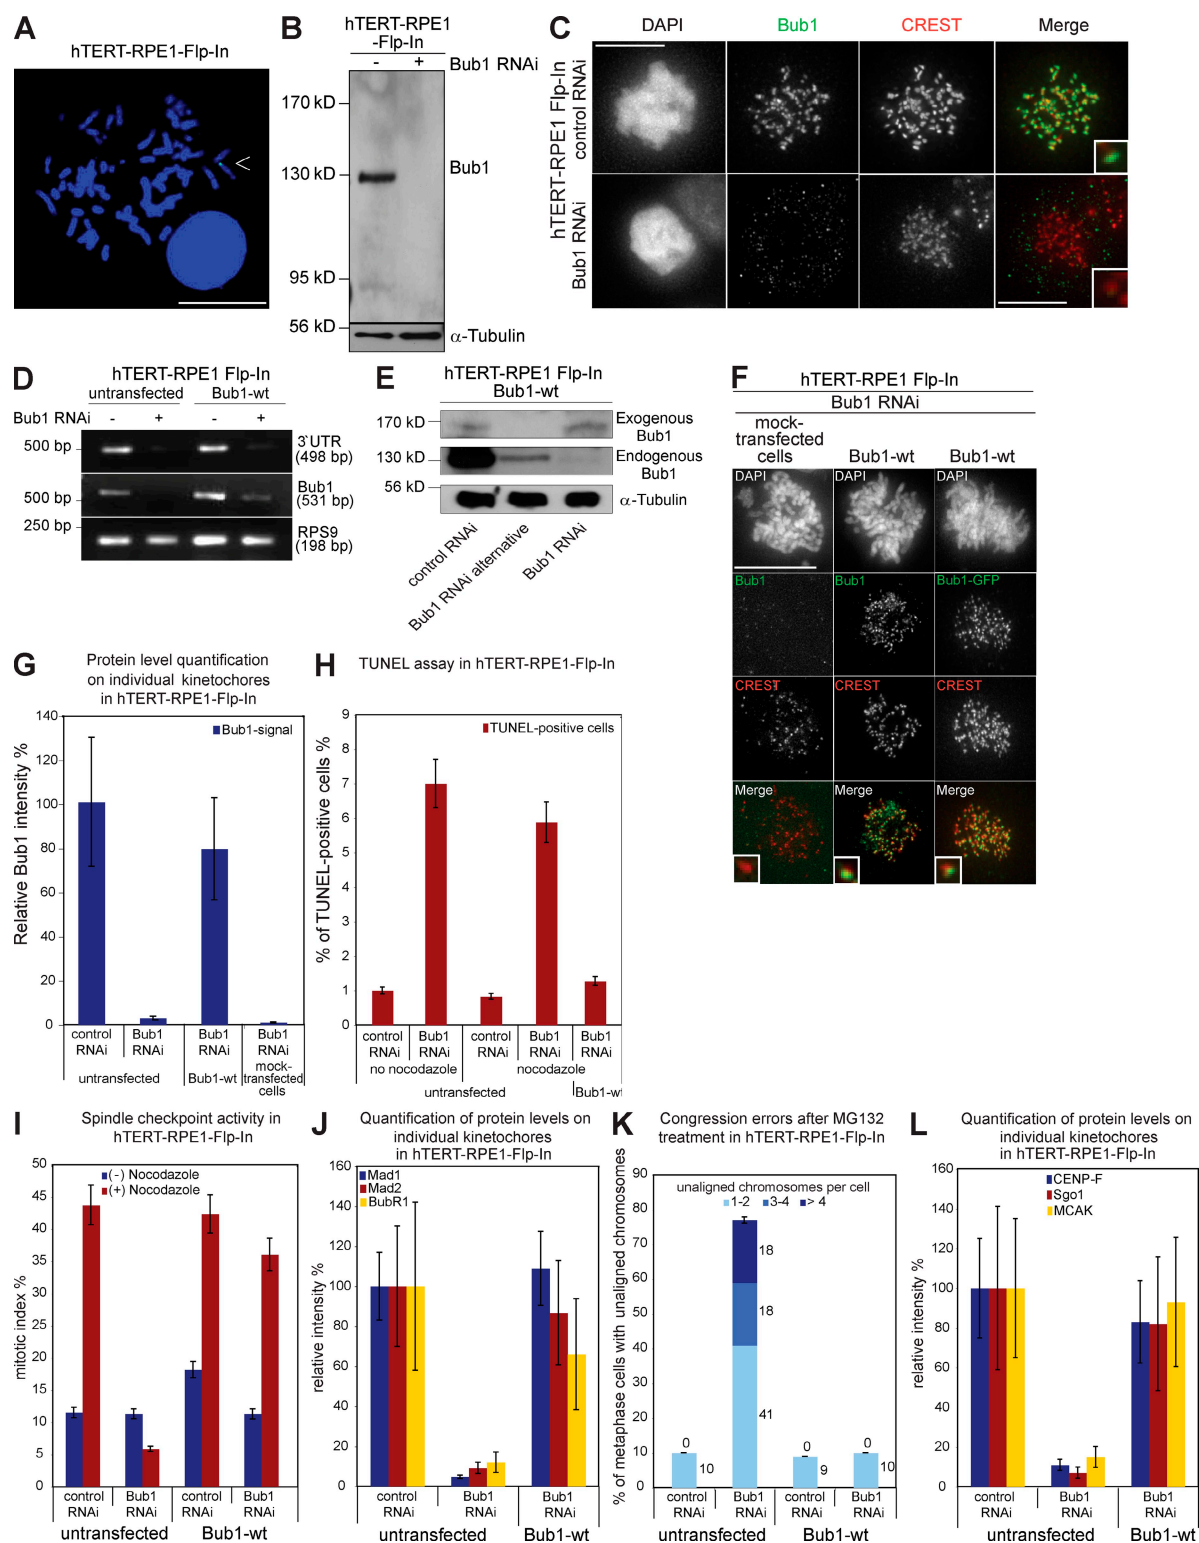 A
hTERT-RPE1-Flp-In
<
B
hTERT-RPE1
-Flp-In
- + Bub1 RNAi
170 kD
130 kD
Bub1
95 kD
56 kD
α-Tubulin
C
DAPI Bub1 CREST Merge
hTERT-RPE1 Flp-In
control RNAi
Bub1 RNAi
D
hTERT-RPE1 Flp-In
untransfected Bub1-wt
Bub1 RNAi - + - +
500 bp
3`UTR
(498 bp)
500 bp
Bub1
(531 bp)
250 bp
RPS9
(198 bp)
E
hTERT-RPE1 Flp-In
Bub1-wt
170 kD
Exogenous
Bub1
130 kD
Endogenous
Bub1
56 kD
α-Tubulin
control RNAi
Bub1 RNAi alternative
Bub1 RNAi
F
hTERT-RPE1 Flp-In
Bub1 RNAi
mock-
transfected
cells
Bub1-wt Bub1-wt
DAPI DAPI DAPI
Bub1 Bub1 Bub1-GFP
CREST CREST CREST
Merge Merge Merge
G
Protein level quantification
on individual kinetochores
in hTERT-RPE1-Flp-In
Relative Bub1 intensity %
140
120
100
80
60
40
20
0
Bub1-signal
control
RNAi
Bub1
RNAi
Bub1
RNAi
Bub1
RNAi
untransfected
Bub1-wt
mock-
transfected
cells
H
TUNEL assay in hTERT-RPE1-Flp-In
% of TUNEL-positive cells %
9
8
7
6
5
4
3
2
1
0
TUNEL-positive cells
control
RNAi
Bub1
RNAi
control
RNAi
Bub1
RNAi
Bub1
RNAi
no nocodazole
nocodazole
untransfected
Bub1-wt
I
Spindle checkpoint activity in
hTERT-RPE1-Flp-In
mitotic index %
50
45
40
35
30
25
20
15
10
5
0
(-) Nocodazole
(+) Nocodazole
control
RNAi
Bub1
RNAi
control
RNAi
Bub1
RNAi
untransfected
Bub1-wt
J
Quantification of protein levels on
individual kinetochores
in hTERT-RPE1-Flp-In
relative intensity %
160
140
120
100
80
60
40
20
0
Mad1
Mad2
BubR1
control
RNAi
Bub1
RNAi
Bub1
RNAi
untransfected
Bub1-wt
K
Congression errors after MG132
treatment in hTERT-RPE1-Flp-In
% of metaphase cells with unaligned chromosomes
90
80
70
60
50
40
30
20
10
0
unaligned chromosomes per cell
1-2 3-4 > 4
0
10
18
18
41
0
9
0
10
control
RNAi
Bub1
RNAi
control
RNAi
Bub1
RNAi
untransfected
Bub1-wt
L
Quantification of protein levels on
individual kinetochores
in hTERT-RPE1-Flp-In
relative intensity %
160
140
120
100
80
60
40
20
0
CENP-F
Sgo1
MCAK
control
RNAi
Bub1
RNAi
Bub1
RNAi
untransfected
Bub1-wt